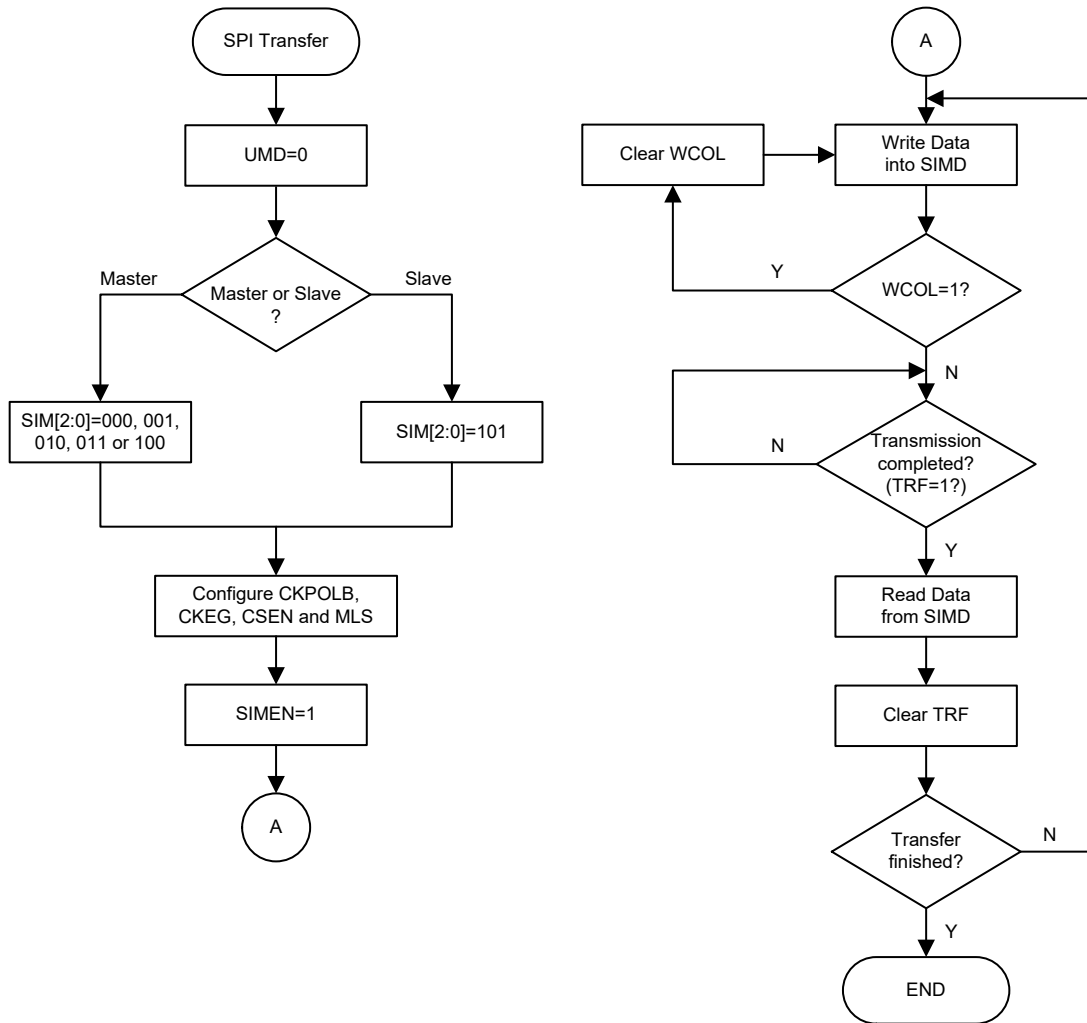 SPI Transfer
UMD=0
Master
Master or Slave
?
Slave
SIM[2:0]=000, 001,
010, 011 or 100
SIM[2:0]=101
Configure CKPOLB,
CKEG, CSEN and MLS
SIMEN=1
A
A
Clear WCOL
Write Data
into SIMD
Y
WCOL=1?
N
N
Transmission
completed?
(TRF=1?)
Y
Read Data
from SIMD
Clear TRF
Transfer
finished?
N
Y
END